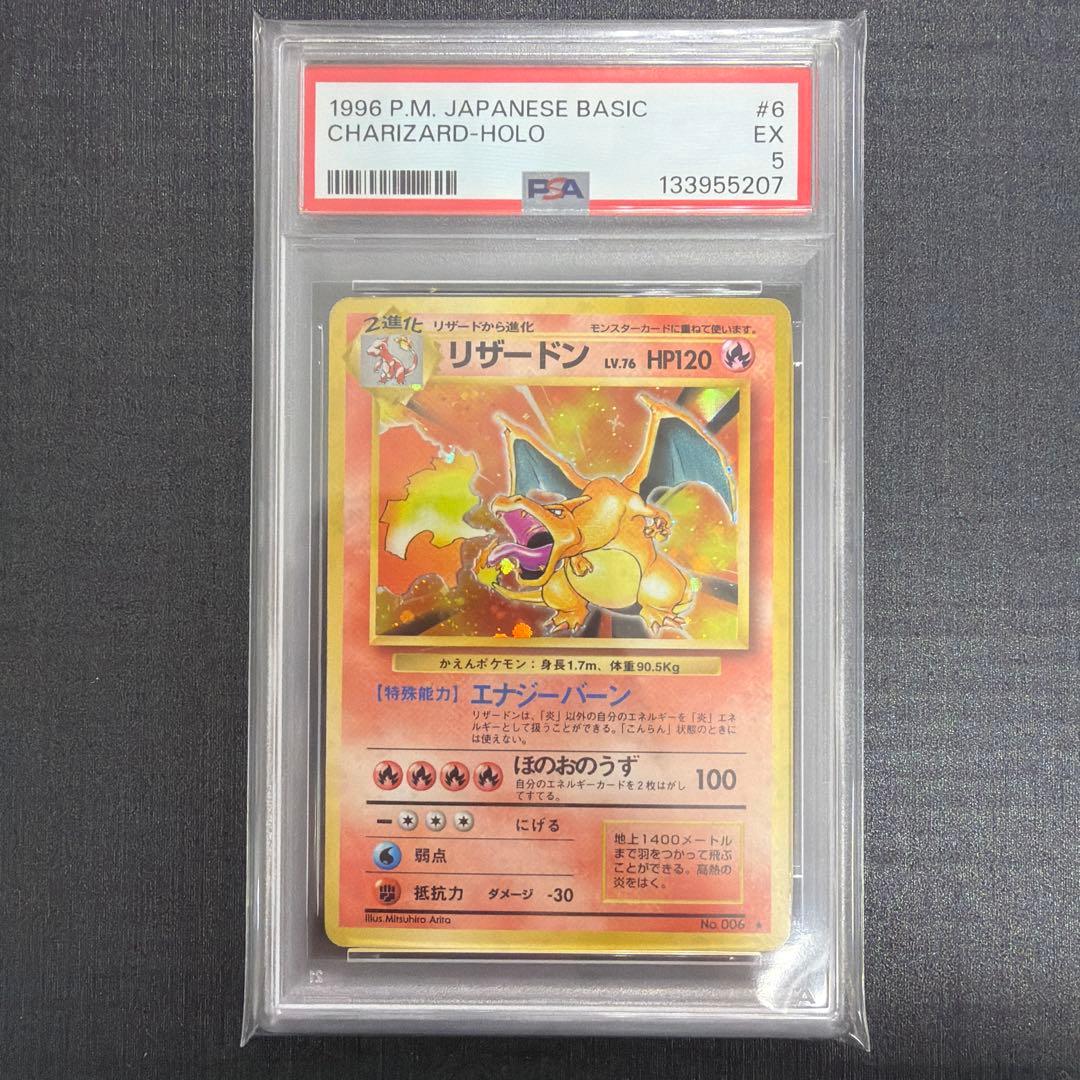 1996 P.M. JAPANESE BASIC #6
CHARIZARD-HOLO EX
5
PSA 133955207
2進化 リザードから進化 モンスターカードに重ねて使います。
リザードン LV.76 HP120
かえんポケモン:身長1.7m、体重90.5Kg
【特殊能力】エナジーバーン
リザードンは、「炎」以外の自分のエネルギーを「炎」エネ
ルギーとして扱うことができる。「こんらん」状態のときに
は使えない。
ほのおのうず 100
自分のエネルギーカードを2枚はがし
てすてる。
ー にげる
弱点
抵抗力 ダメージ -30
地上1400メートル
まで羽をつかって飛ぶ
ことができる。高熱の
炎をはく。
Illus.Mitsuhiro Arita No.006 ★